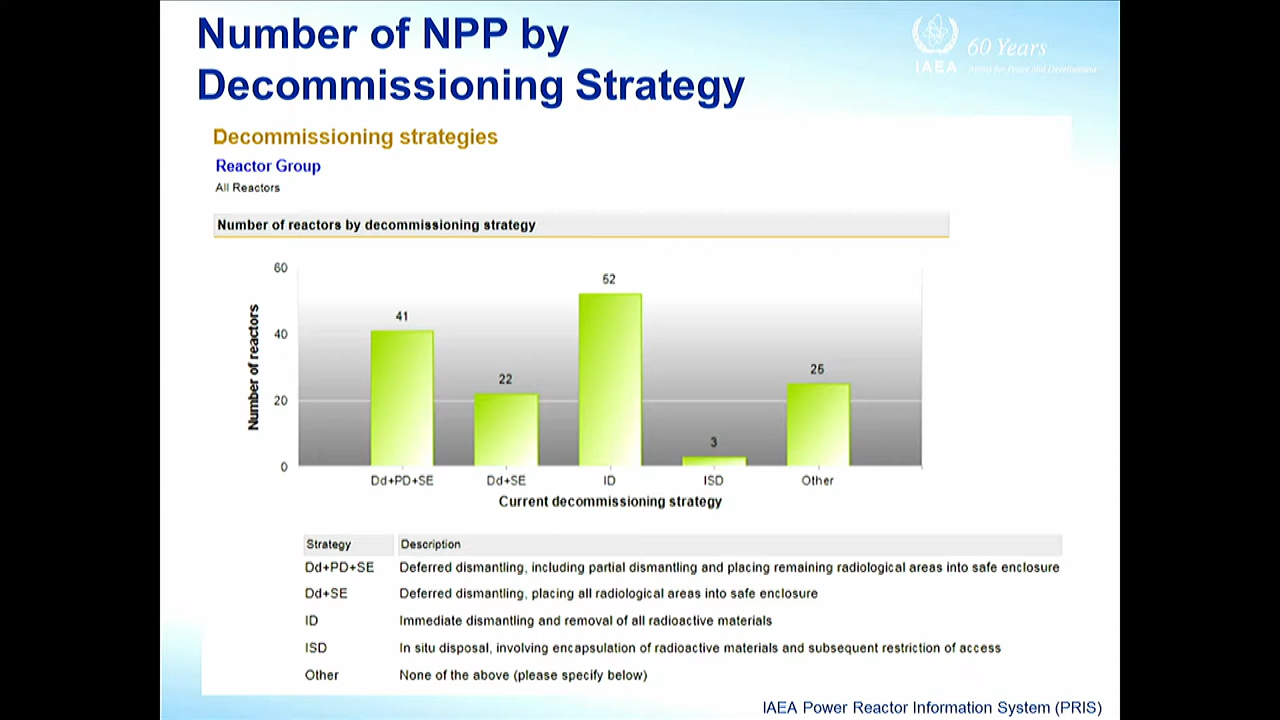 Number of NPP by
Decommissioning Strategy
IAEA
60 Years
Atoms for Peace and Development
Decommissioning strategies
Reactor Group
All Reactors
Number of reactors by decommissioning strategy
60
40
20
0
Number of reactors
41
22
52
3
25
Dd+PD+SE
Dd+SE
ID
ISD
Other
Current decommissioning strategy
Strategy Description
Dd+PD+SE Deferred dismantling, including partial dismantling and placing remaining radiological areas into safe enclosure
Dd+SE Deferred dismantling, placing all radiological areas into safe enclosure
ID Immediate dismantling and removal of all radioactive materials
ISD In situ disposal, involving encapsulation of radioactive materials and subsequent restriction of access
Other None of the above (please specify below)
IAEA Power Reactor Information System (PRIS)